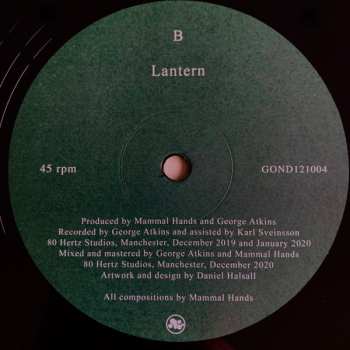 B
Lantern
45 rpm
GOND121004
Produced by Mammal Hands and George Atkins
Recorded by George Atkins and assisted by Karl Sveinsson
80 Hertz Studios, Manchester, December 2019 and January 2020
Mixed and mastered by George Atkins and Mammal Hands
80 Hertz Studios, Manchester, December 2020
Artwork and design by Daniel Halsall
All compositions by Mammal Hands